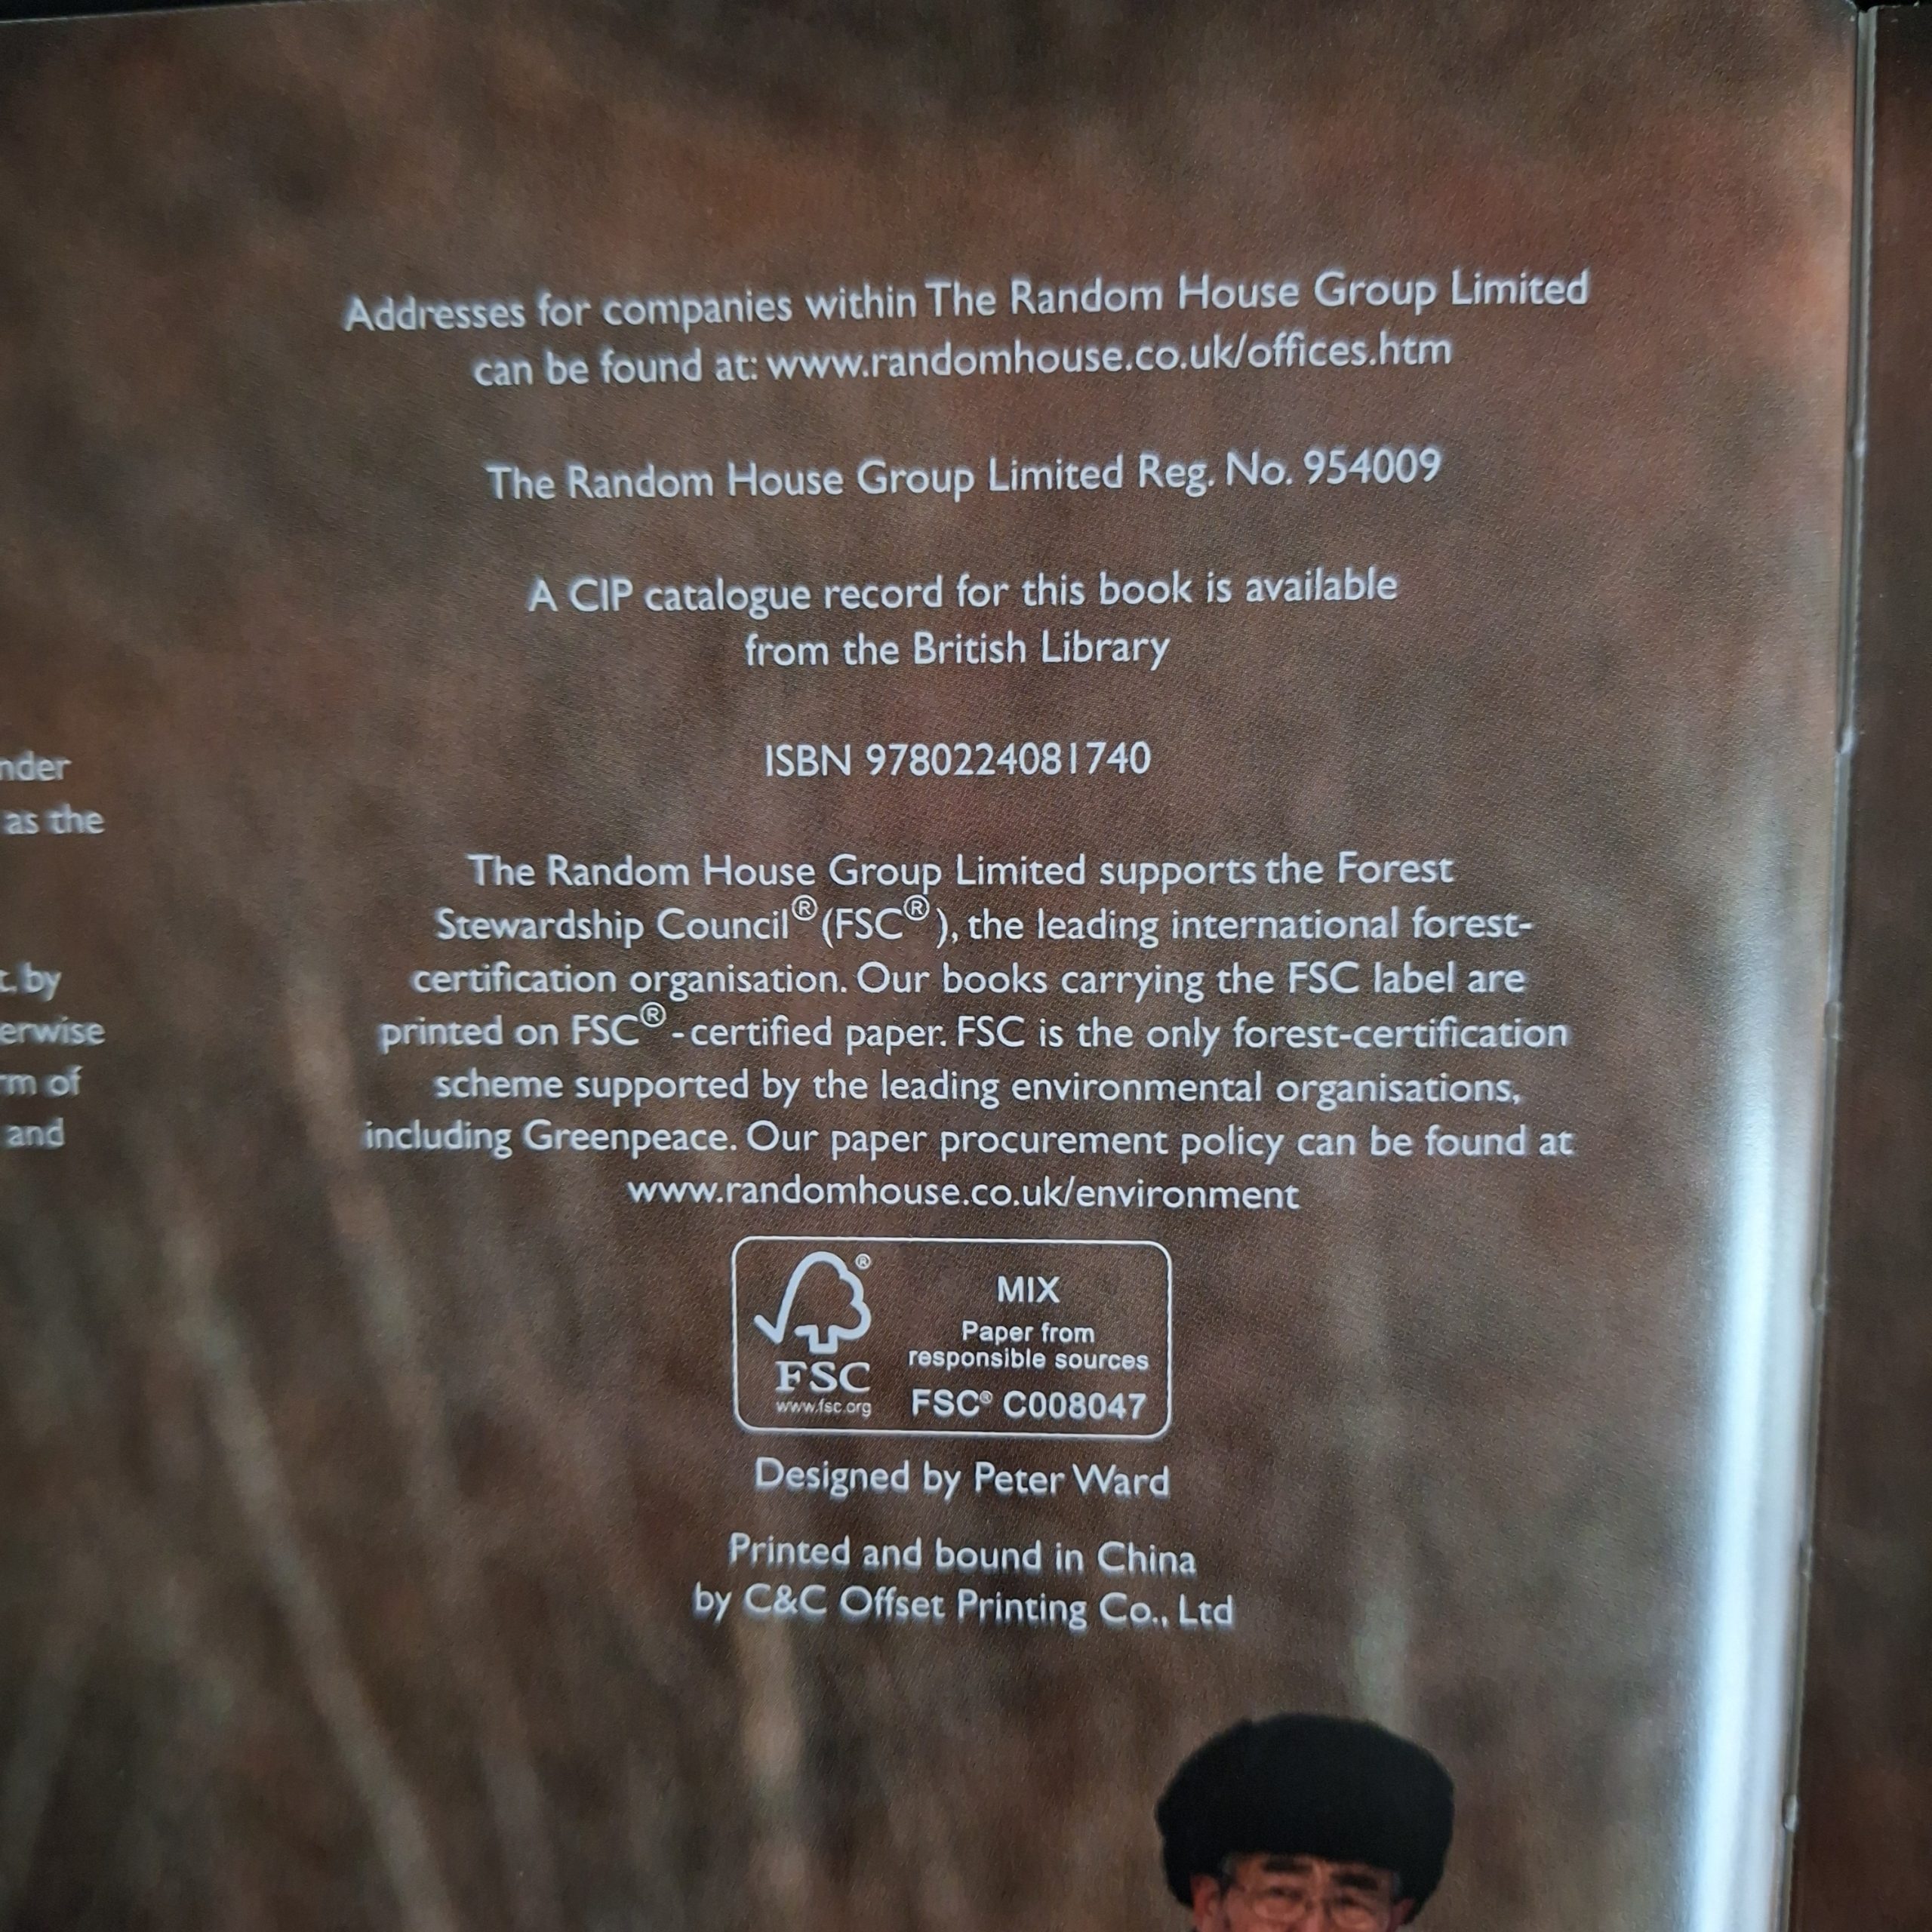 Addresses for companies within The Random House Group Limited
can be found at: www.randomhouse.co.uk/offices.htm
The Random House Group Limited Reg. No. 954009
A CIP catalogue record for this book is available
from the British Library
ISBN 9780224081740
The Random House Group Limited supports the Forest
Stewardship Council® (FSC®), the leading international forest-
certification organisation. Our books carrying the FSC label are
printed on FSC®-certified paper. FSC is the only forest-certification
scheme supported by the leading environmental organisations,
including Greenpeace. Our paper procurement policy can be found at
www.randomhouse.co.uk/environment
®
FSC
www.fsc.org
MIX
Paper from
responsible sources
FSC® C008047
Designed by Peter Ward
Printed and bound in China
by C&C Offset Printing Co., Ltd
as the
by
of
and